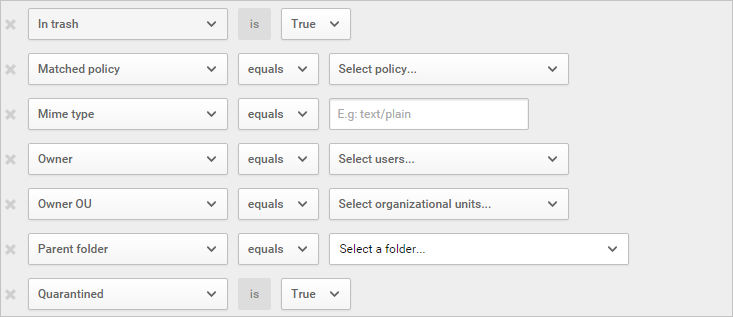 In trash is True
Matched policy equals Select policy...
Mime type equals E.g: text/plain
Owner equals Select users...
Owner OU equals Select organizational units...
Parent folder equals Select a folder...
Quarantined is True